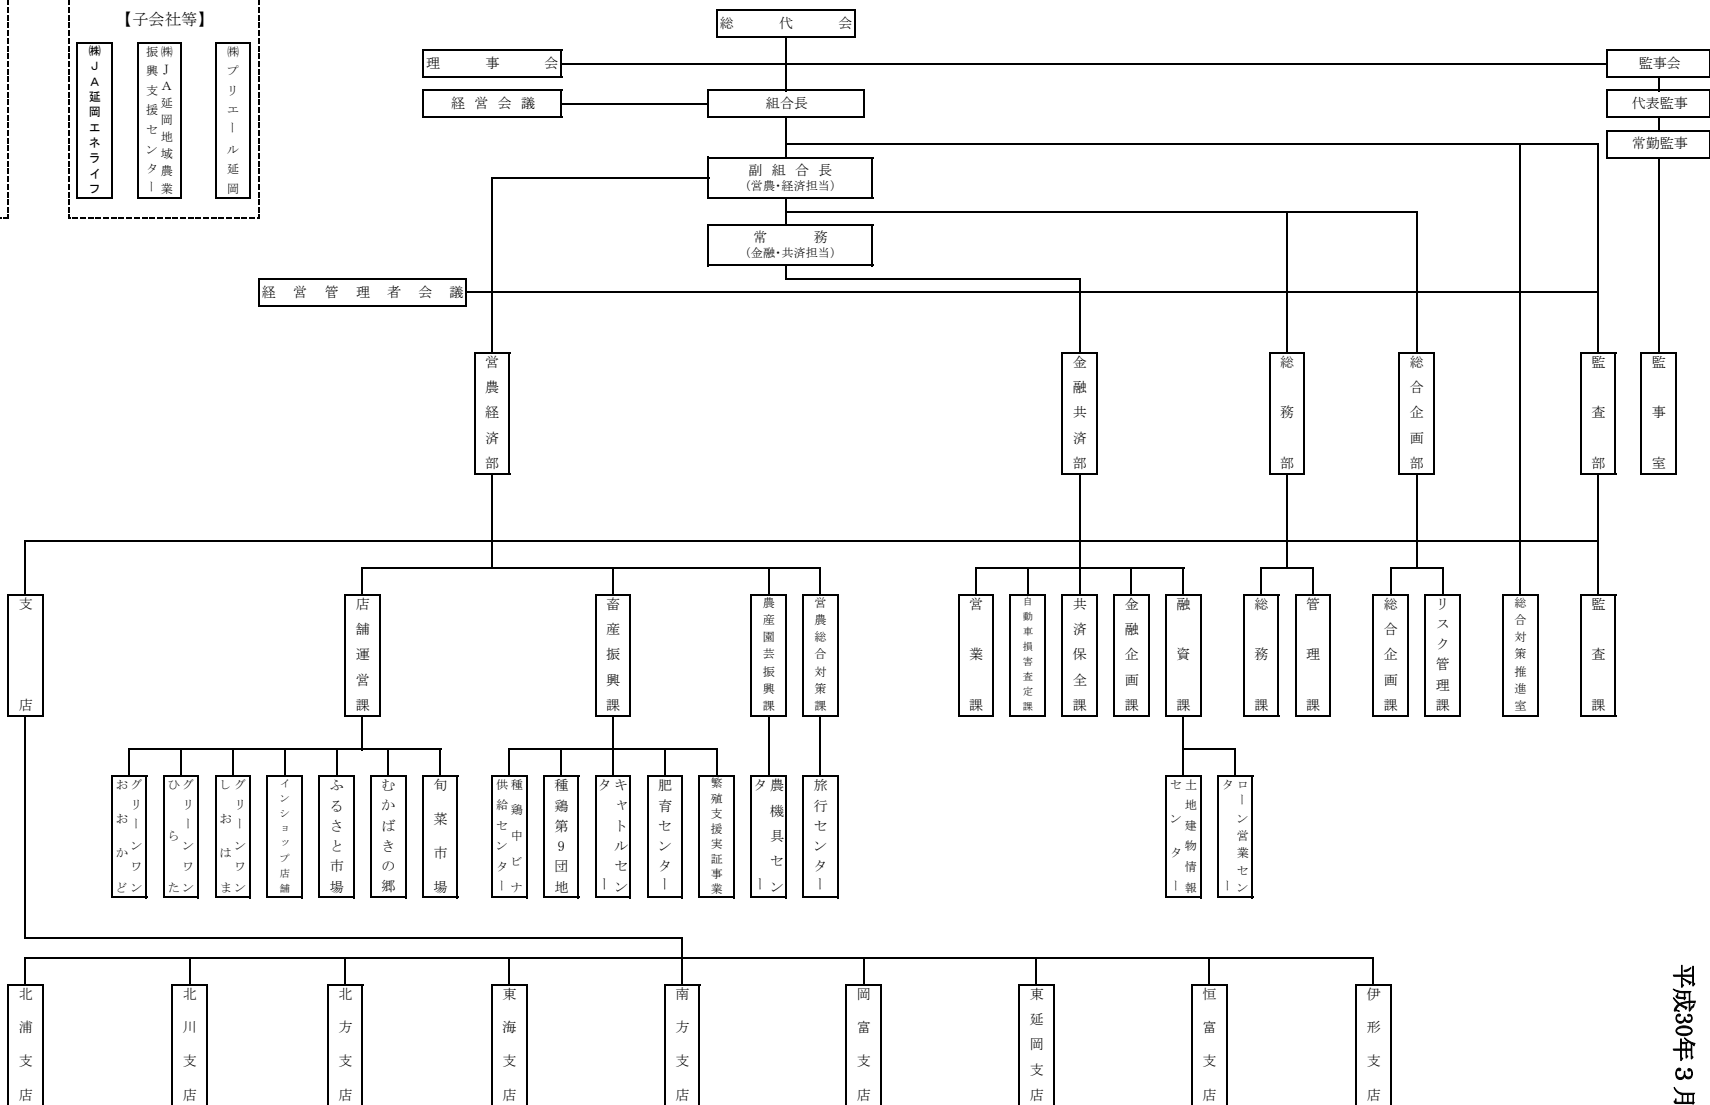 【子会社等】
㈱ＪＡ延岡エネライフ
㈱ＪＡ延岡地域農業
振興支援センター
㈱プリエール延岡
総代会
理事会
監事会
経営会議
組合長
代表監事
常勤監事
副組合長
（営農・経済担当）
常務
（金融・共済担当）
経営管理者会議
営農経済部
金融共済部
総務部
総合企画部
監査部
監事室
支店
店舗運営課
畜産振興課
農産園芸振興課
営農総合対策課
営業課
自動車損害査定課
共済保全課
金融企画課
融資課
総務課
管理課
総合企画課
リスク管理課
総合対策推進室
監査課
グリーンワン
おおかど
グリーンワン
ひらた
グリーンワン
しおはま
インショップ店舗
ふるさと市場
むかばきの郷
旬菜市場
種鶏中ビナ
供給センター
種鶏第９団地
キャトルセン
ター
肥育センター
繁殖支援実証事業
農機具セン
ター
旅行センター
土地建物情報
センター
ローン営業セン
ター
北浦支店
北川支店
北方支店
東海支店
南方支店
岡富支店
東延岡支店
恒富支店
伊形支店
平成30年３月